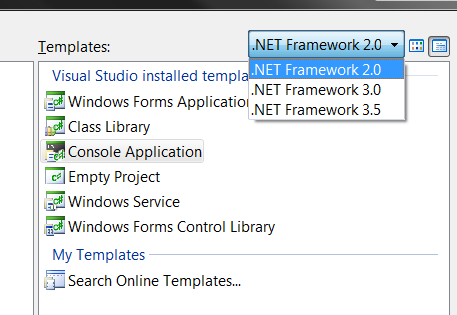 Templates:
.NET Framework 2.0
.NET Framework 2.0
.NET Framework 3.0
.NET Framework 3.5
Visual Studio installed templa
Windows Forms Application
Class Library
Console Application
Empty Project
Windows Service
Windows Forms Control Library
My Templates
Search Online Templates...